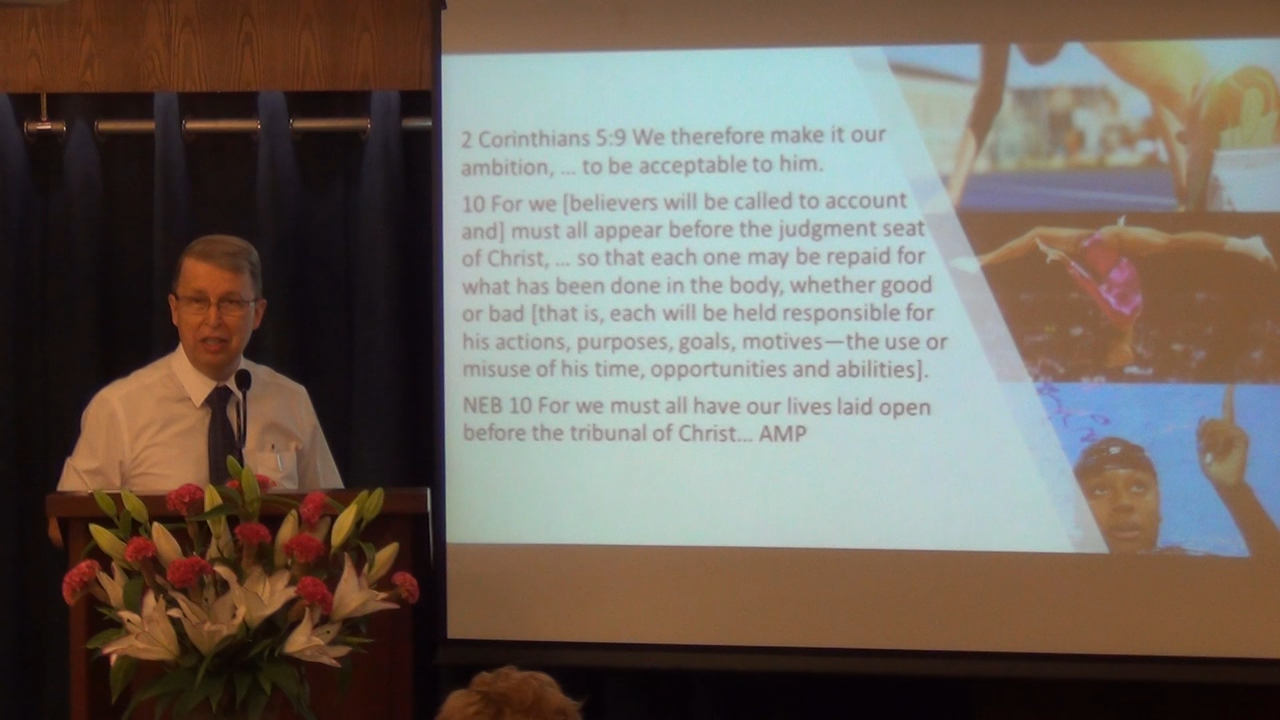 2 Corinthians 5:9 We therefore make it our
ambition, ... to be acceptable to him.
10 For we [believers will be called to account
and] must all appear before the judgment seat
of Christ, ... so that each one may be repaid for
what has been done in the body, whether good
or bad [that is, each will be held responsible for
his actions, purposes, goals, motives—the use or
misuse of his time, opportunities and abilities].
NEB 10 For we must all have our lives laid open
before the tribunal of Christ... AMP